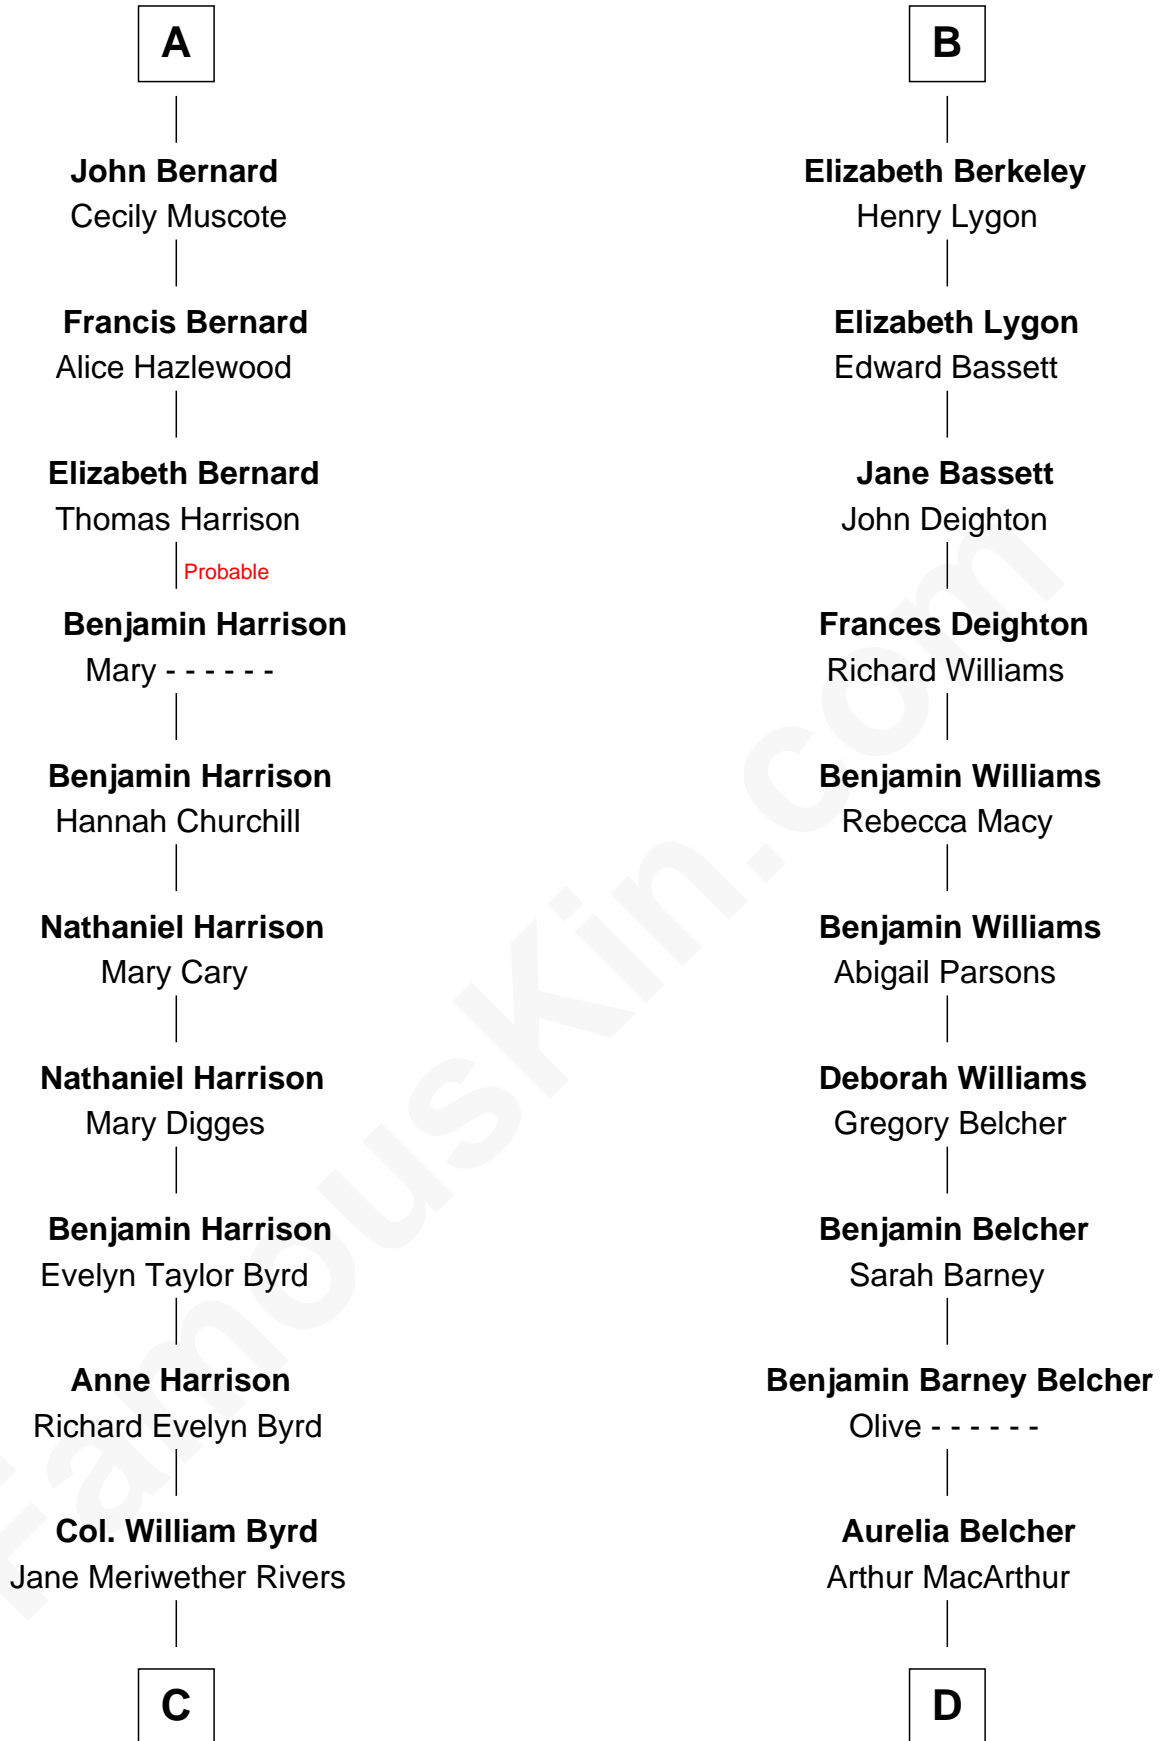 A
John Bernard
Cecily Muscote
Francis Bernard
Alice Hazlewood
Elizabeth Bernard
Thomas Harrison
Probable
Benjamin Harrison
Mary - - - - - -
Benjamin Harrison
Hannah Churchill
Nathaniel Harrison
Mary Cary
Nathaniel Harrison
Mary Digges
Benjamin Harrison
Evelyn Taylor Byrd
Anne Harrison
Richard Evelyn Byrd
Col. William Byrd
Jane Meriwether Rivers
C
B
Elizabeth Berkeley
Henry Lygon
Elizabeth Lygon
Edward Bassett
Jane Bassett
John Deighton
Frances Deighton
Richard Williams
Benjamin Williams
Rebecca Macy
Benjamin Williams
Abigail Parsons
Deborah Williams
Gregory Belcher
Benjamin Belcher
Sarah Barney
Benjamin Barney Belcher
Olive - - - - - -
Aurelia Belcher
Arthur MacArthur
D
FamousKin.com